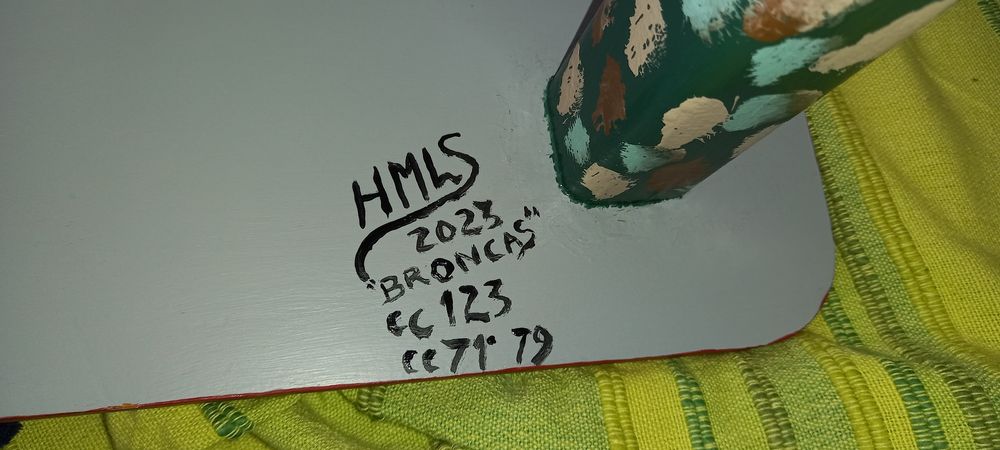 HMLS
2023
"BRONCAS"
CC 123
CC 71' 79